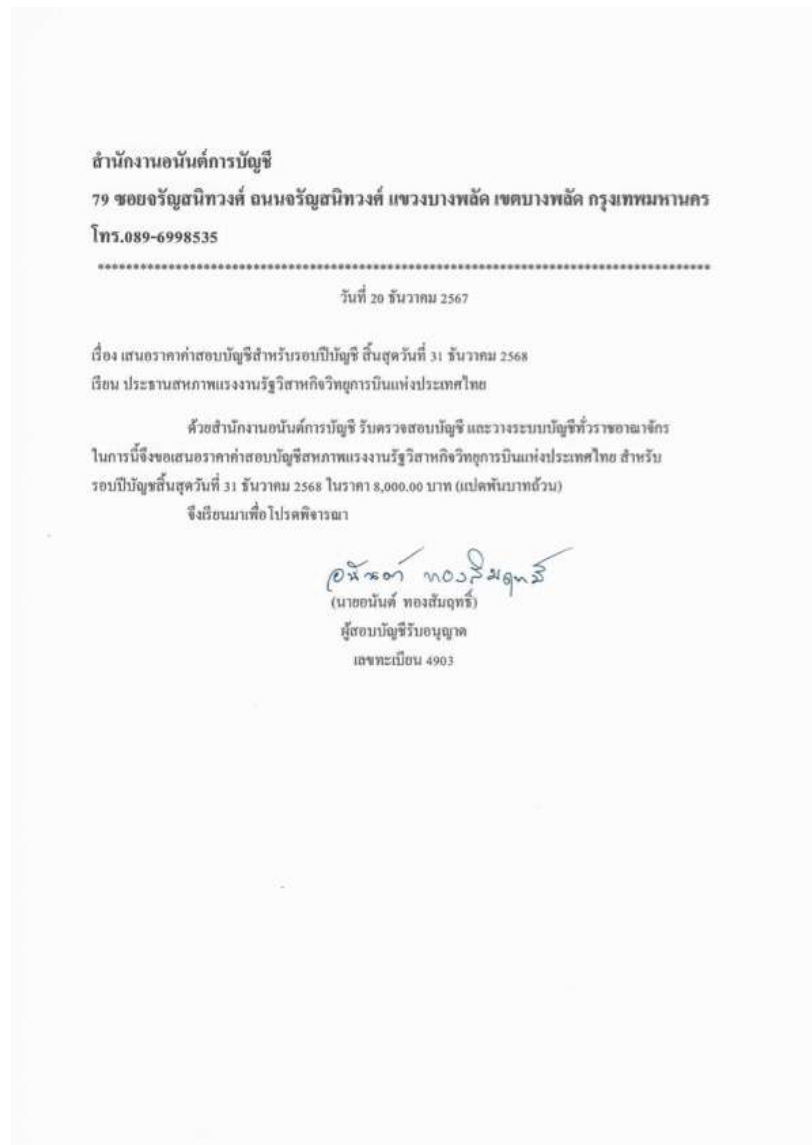 สำนักงานอนันต์การบัญชี
79 ซอยจรัญสนิทวงศ์ ถนนจรัญสนิทวงศ์ แขวงบางพลัด เขตบางพลัด กรุงเทพมหานคร
โทร.089-6998535
******************************************************************************************
วันที่ 20 ธันวาคม 2567
เรื่อง เสนอราคาค่าสอบบัญชีสำหรับรอบปีบัญชี สิ้นสุดวันที่ 31 ธันวาคม 2568
เรียน ประธานสหภาพแรงงานรัฐวิสาหกิจวิทยุการบินแห่งประเทศไทย
ด้วยสำนักงานอนันต์การบัญชี รับตรวจสอบบัญชี และวางระบบบัญชีทั่วราชอาณาจักร
ในการนี้จึงขอเสนอราคาค่าสอบบัญชีสหภาพแรงงานรัฐวิสาหกิจวิทยุการบินแห่งประเทศไทย สำหรับ
รอบปีบัญชีสิ้นสุดวันที่ 31 ธันวาคม 2568 ในราคา 8,000.00 บาท (แปดพันบาทถ้วน)
จึงเรียนมาเพื่อโปรดพิจารณา
อนันต์ ทองสัมฤทธิ์
(นายอนันต์ ทองสัมฤทธิ์)
ผู้สอบบัญชีรับอนุญาต
เลขทะเบียน 4903